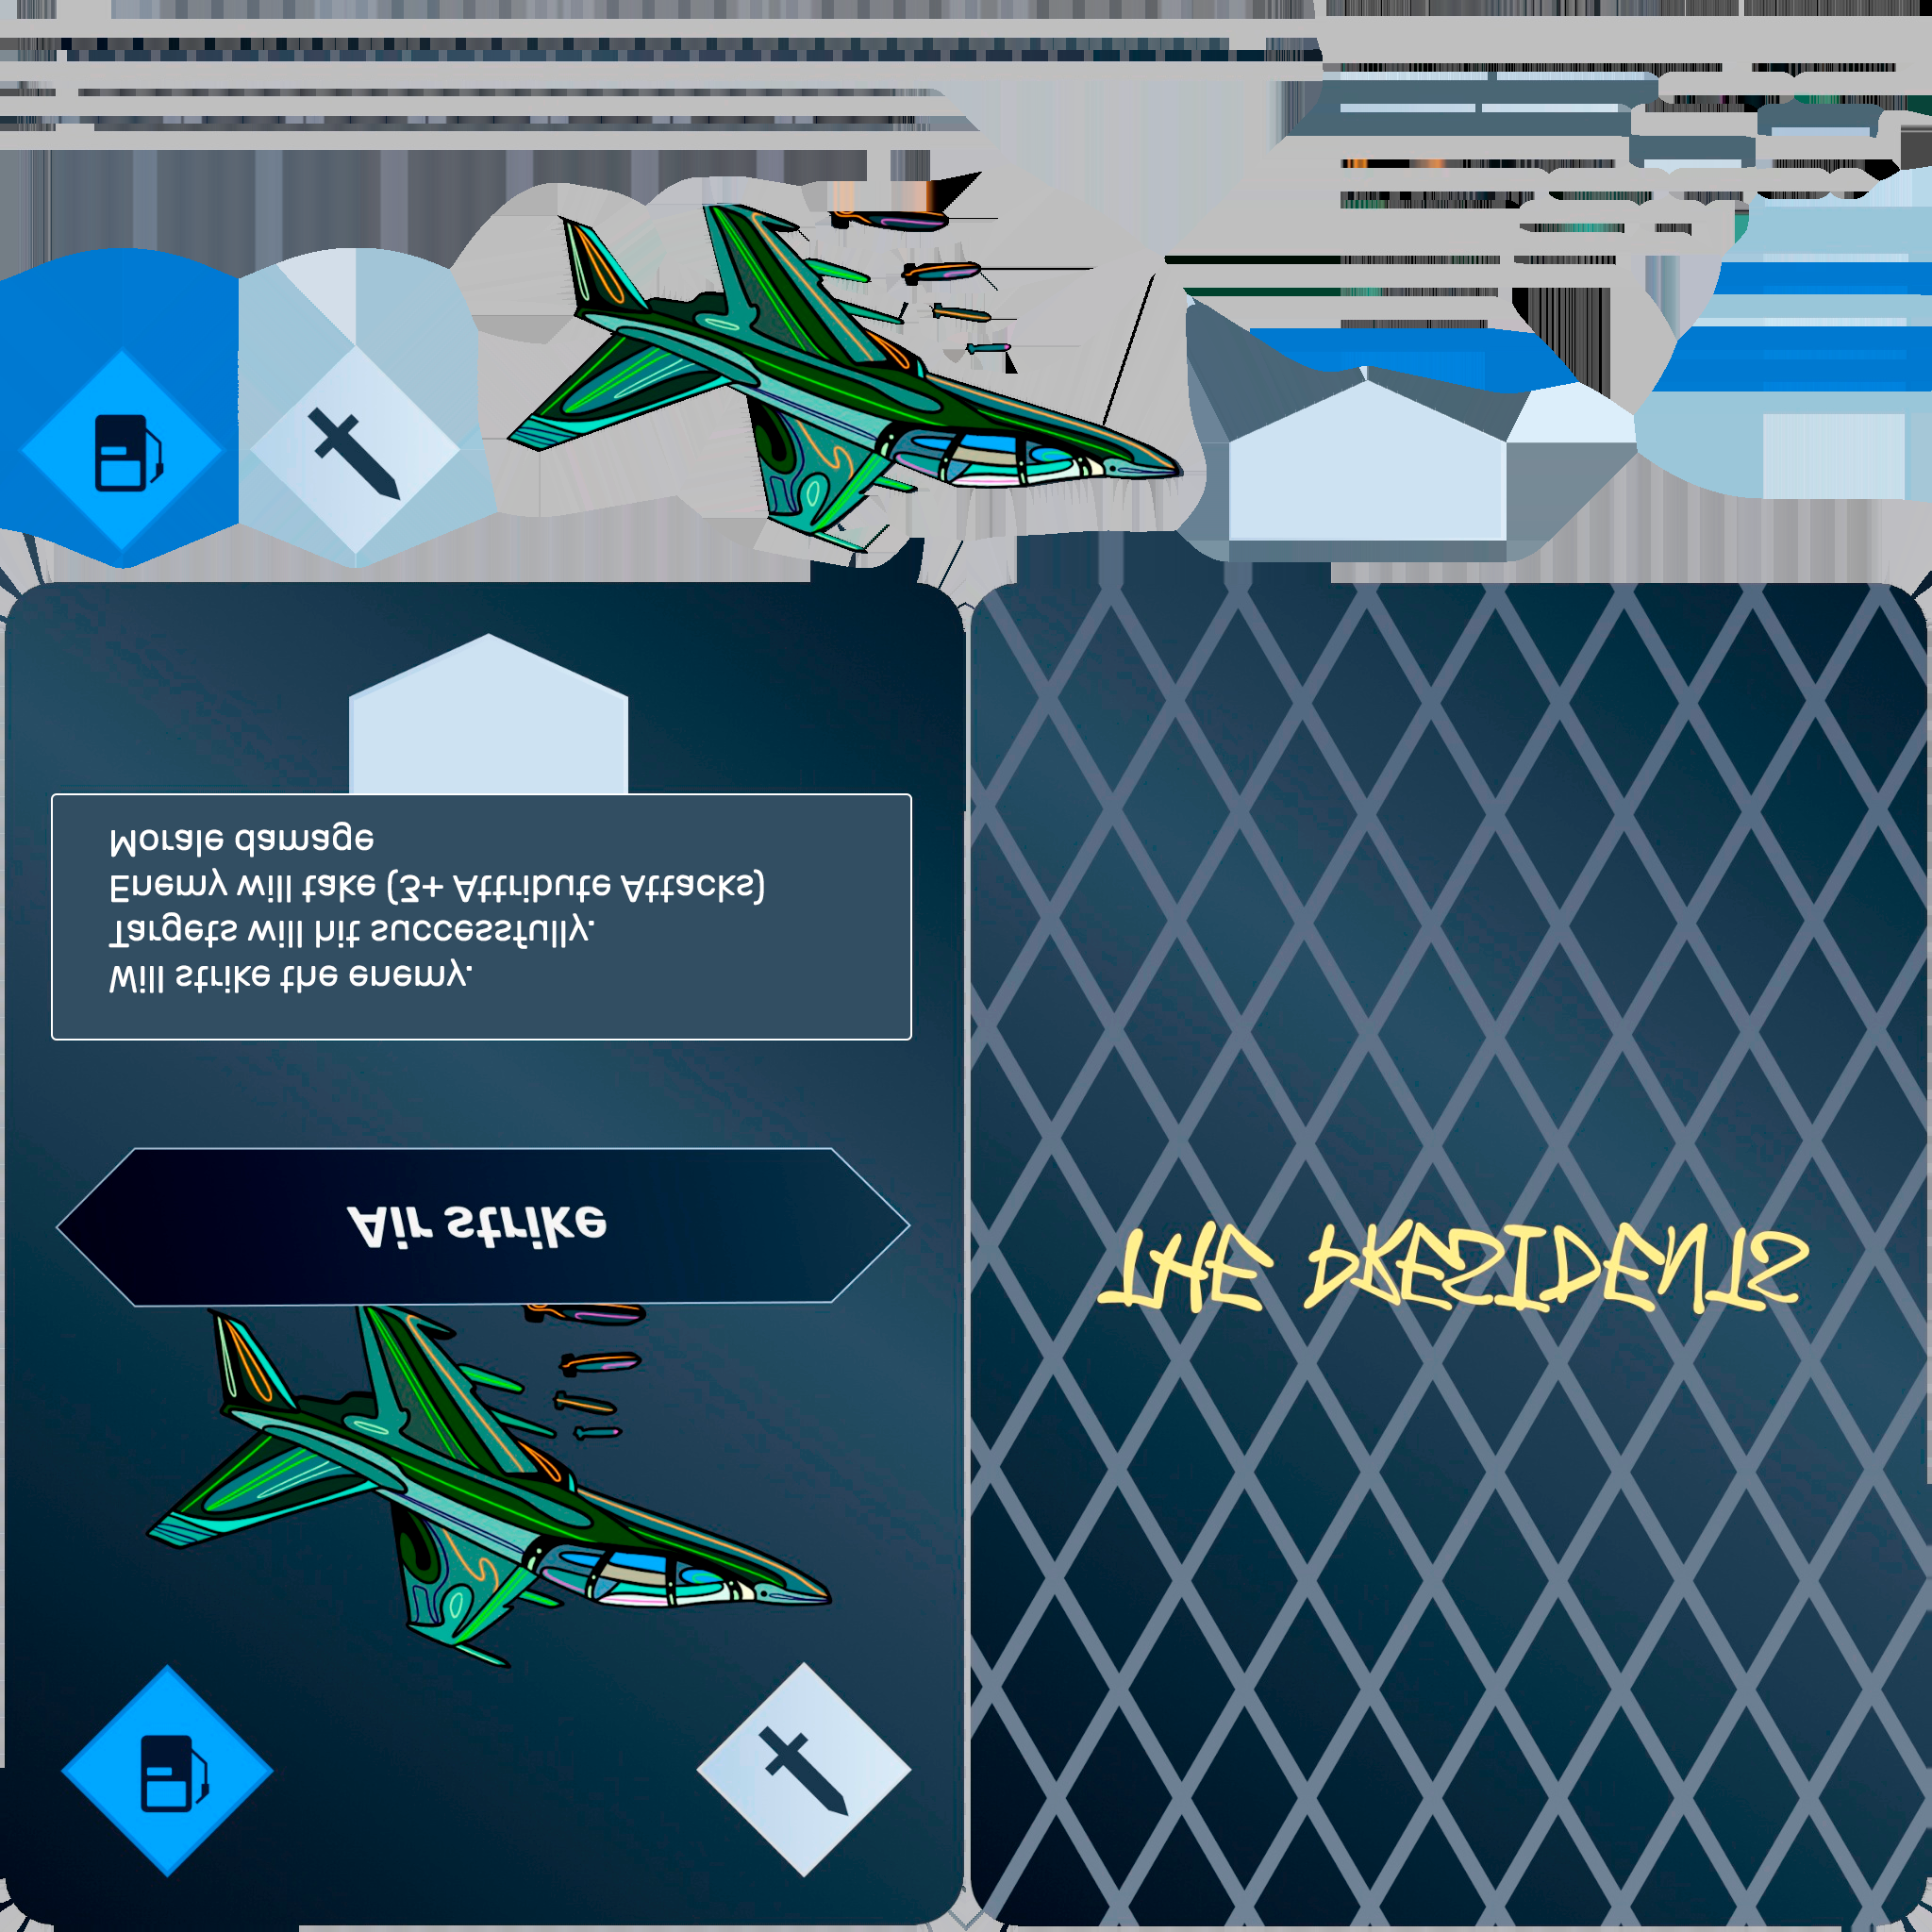 Air strike
Will strike the enemy.
Targets will hit successfully.
Enemy will take (3+ Attribute Attacks)
Morale damage
THE PRESIDENTS